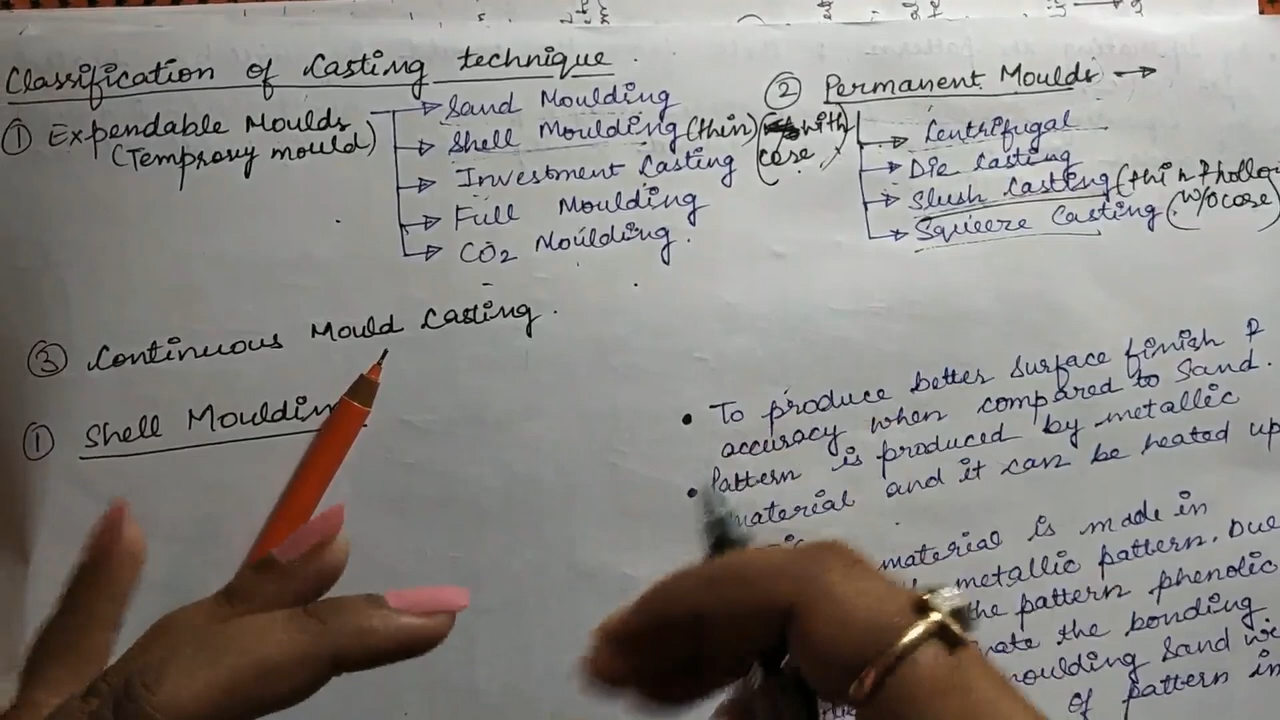 Classification of Casting technique.
① Expendable Moulds
(Temprovy mould)
Sand Moulding
Shell Moulding (thin) with
core
Investment Casting
Full Moulding
CO2 Moulding.
② Permanent Moulds
Centrifugal
Die Casting
Slush Casting (thin & hollow
w/o core)
Squeeze Casting
③ Continuous Mould Casting.
① Shell Moulding
• To produce better surface finish &
accuracy when compared to Sand.
• Pattern is produced by metallic
material and it can be heated up
material is made in
metallic pattern. Due
the pattern phenolic
the bonding
moulding Sand
of pattern in